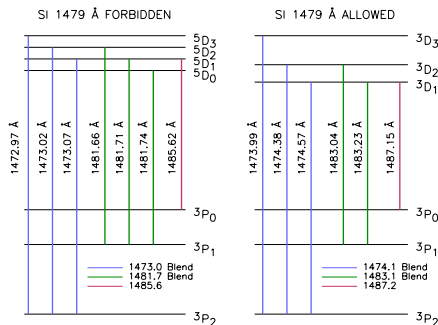 SI 1479 Å FORBIDDEN
5D3
5D2
5D1
5D0
1472.97 Å
1473.02 Å
1473.07 Å
1481.66 Å
1481.71 Å
1481.74 Å
1485.62 Å
3P0
3P1
1473.0 Blend
1481.7 Blend
1485.6
3P2
SI 1479 Å ALLOWED
3D3
3D2
3D1
1473.99 Å
1474.38 Å
1474.57 Å
1483.04 Å
1483.23 Å
1487.15 Å
3P0
3P1
1474.1 Blend
1483.1 Blend
1487.2
3P2